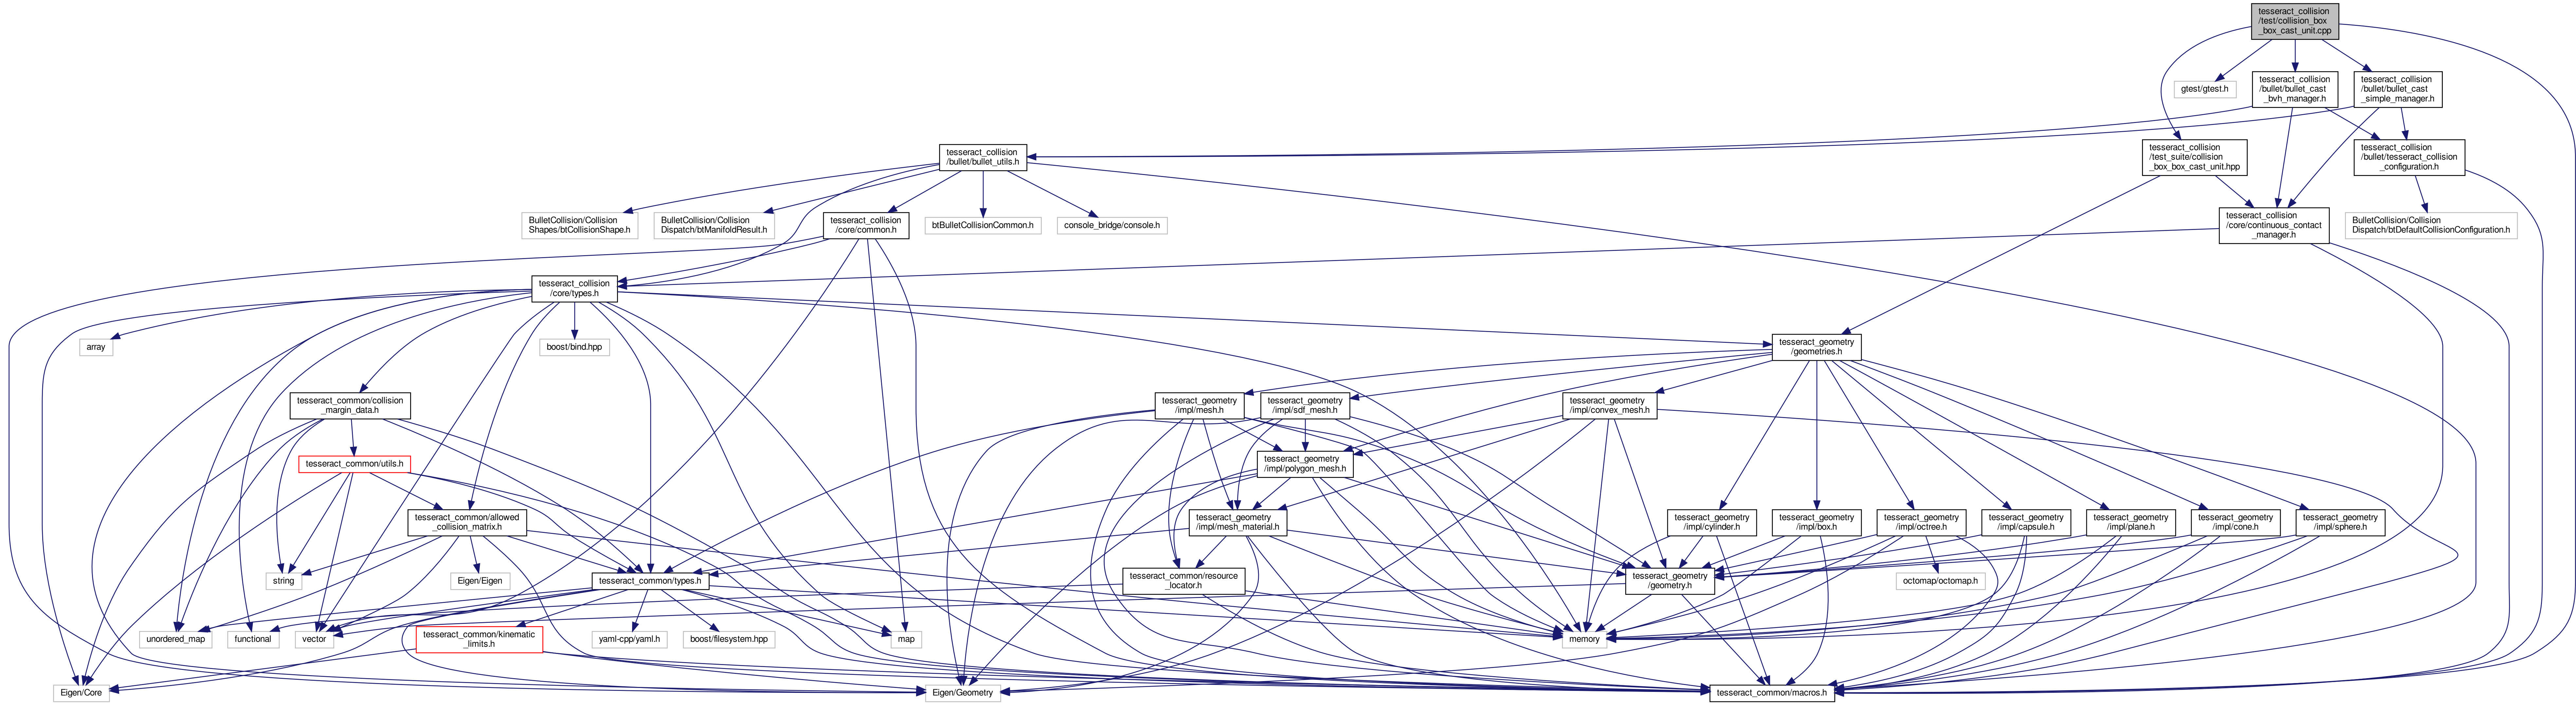 tesseract_collision
/test/collision_box
_box_cast_unit.cpp
gtest/gtest.h
tesseract_collision
/bullet/bullet_cast
_bvh_manager.h
tesseract_collision
/bullet/bullet_cast
_simple_manager.h
tesseract_collision
/bullet/bullet_utils.h
tesseract_collision
/test_suite/collision
_box_box_cast_unit.hpp
tesseract_collision
/bullet/tesseract_collision
_configuration.h
BulletCollision/Collision
Shapes/btCollisionShape.h
BulletCollision/Collision
Dispatch/btManifoldResult.h
tesseract_collision
/core/common.h
btBulletCollisionCommon.h
console_bridge/console.h
tesseract_collision
/core/continuous_contact
_manager.h
BulletCollision/Collision
Dispatch/btDefaultCollisionConfiguration.h
tesseract_collision
/core/types.h
array
boost/bind.hpp
tesseract_geometry
/geometries.h
tesseract_common/collision
_margin_data.h
tesseract_geometry
/impl/mesh.h
tesseract_geometry
/impl/sdf_mesh.h
tesseract_geometry
/impl/convex_mesh.h
tesseract_common/utils.h
tesseract_geometry
/impl/polygon_mesh.h
tesseract_common/allowed
_collision_matrix.h
tesseract_geometry
/impl/mesh_material.h
tesseract_geometry
/impl/cylinder.h
tesseract_geometry
/impl/box.h
tesseract_geometry
/impl/octree.h
tesseract_geometry
/impl/capsule.h
tesseract_geometry
/impl/plane.h
tesseract_geometry
/impl/cone.h
tesseract_geometry
/impl/sphere.h
string
Eigen/Eigen
tesseract_common/types.h
tesseract_common/resource
_locator.h
tesseract_geometry
/geometry.h
octomap/octomap.h
unordered_map
functional
vector
tesseract_common/kinematic
_limits.h
yaml-cpp/yaml.h
boost/filesystem.hpp
map
memory
Eigen/Core
Eigen/Geometry
tesseract_common/macros.h